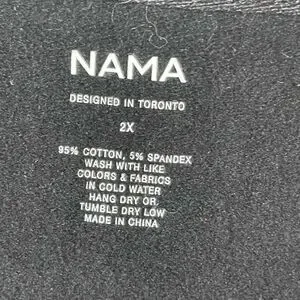 NAMA
DESIGNED IN TORONTO
2X
95% COTTON, 5% SPANDEX
WASH WITH LIKE
COLORS & FABRICS
IN COLD WATER
HANG DRY OR
TUMBLE DRY LOW
MADE IN CHINA